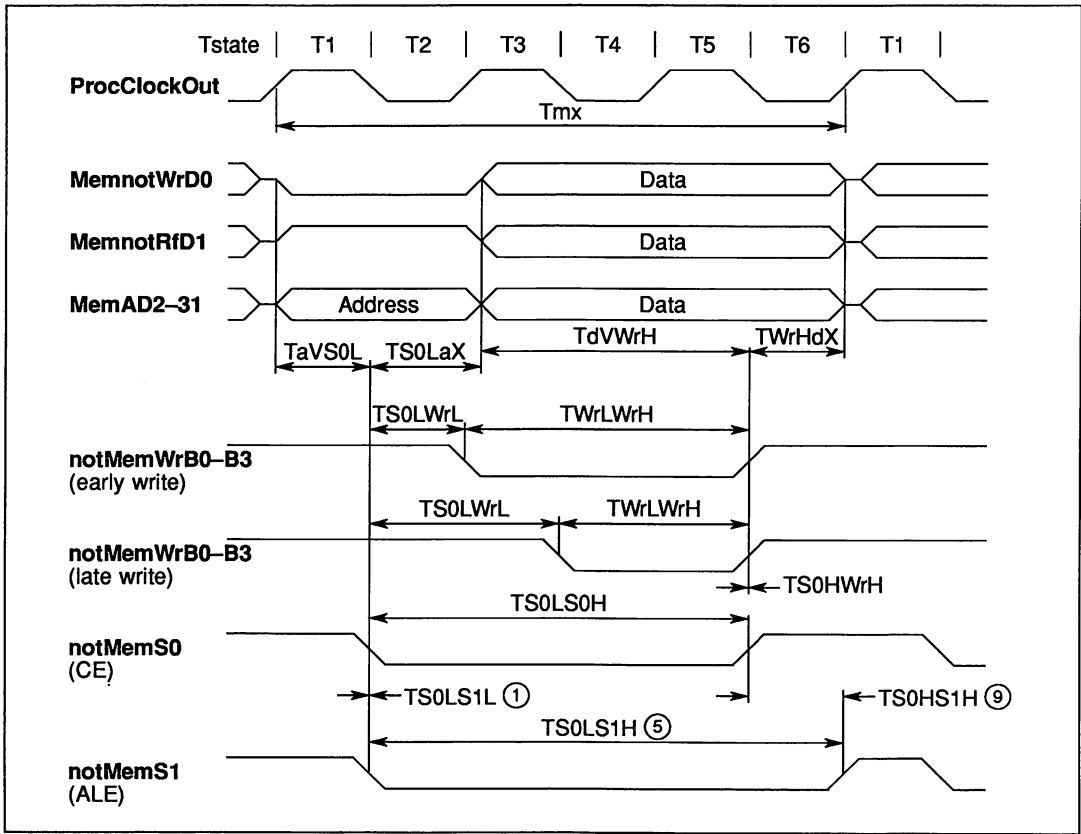 Tstate | T1 | T2 | T3 | T4 | T5 | T6 | T1 |
ProcClockOut
Tmx
MemnotWrD0
Data
MemnotRfD1
Data
MemAD2–31
Address
Data
TaVS0L
TS0LaX
TdVWrH
TWrHdX
TS0LWrL
TWrLWrH
notMemWrB0–B3
(early write)
TS0LWrL
TWrLWrH
notMemWrB0–B3
(late write)
TS0HWrH
TS0LS0H
notMemS0
(CE)
TS0LS1L ①
TS0HS1H ⑨
TS0LS1H ⑤
notMemS1
(ALE)